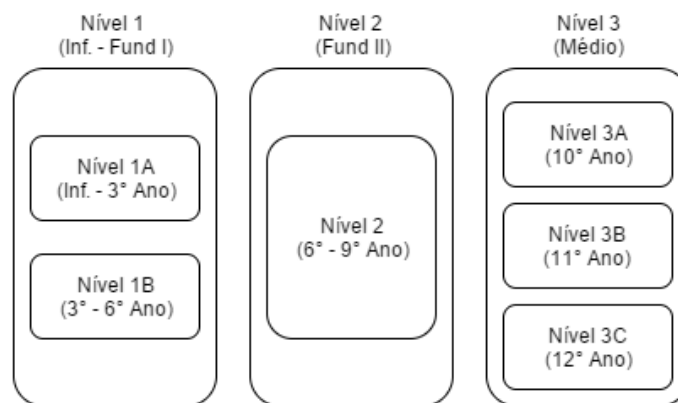 Nível 1
(Inf. - Fund I)
Nível 1A
(Inf. - 3° Ano)
Nível 1B
(3° - 6° Ano)
Nível 2
(Fund II)
Nível 2
(6° - 9° Ano)
Nível 3
(Médio)
Nível 3A
(10° Ano)
Nível 3B
(11° Ano)
Nível 3C
(12° Ano)